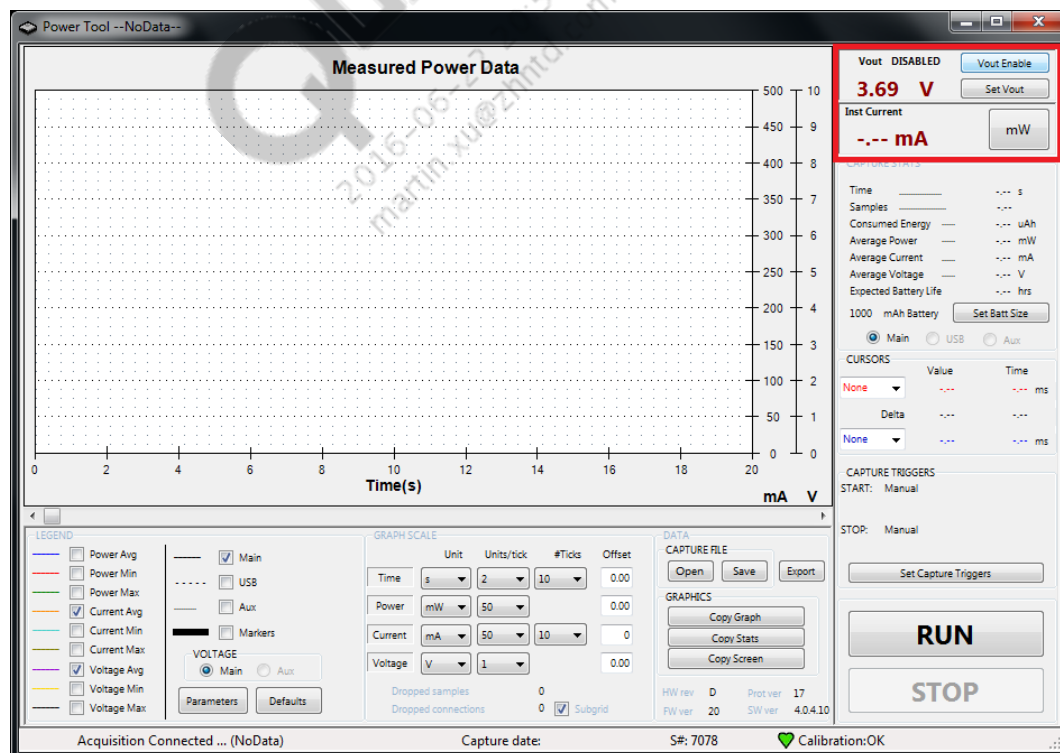 Power Tool --NoData--
Measured Power Data
500 10
450 9
400 8
350 7
300 6
250 5
200 4
150 3
100 2
50 1
0 0
0 2 4 6 8 10 12 14 16 18 20
Time(s)
mA V
Vout DISABLED Vout Enable
3.69 V Set Vout
Inst Current
-.-- mA mW
CAPTURE STATS
Time -.-- s
Samples -.--
Consumed Energy -.-- uAh
Average Power -.-- mW
Average Current -.-- mA
Average Voltage -.-- V
Expected Battery Life -.-- hrs
1000 mAh Battery Set Batt Size
Main USB Aux
CURSORS
Value Time
None -.-- -.-- ms
Delta -.-- -.--
None -.-- -.-- ms
CAPTURE TRIGGERS
START: Manual
STOP: Manual
Set Capture Triggers
RUN
STOP
LEGEND
Power Avg
Power Min
Power Max
Current Avg
Current Min
Current Max
Voltage Avg
Voltage Min
Voltage Max
Main
USB
Aux
Markers
VOLTAGE
Main Aux
Parameters Defaults
GRAPH SCALE
Unit Units/tick #Ticks Offset
Time s 2 10 0.00
Power mW 50 0.00
Current mA 50 10 0
Voltage V 1 0.00
Dropped samples 0
Dropped connections 0 Subgrid
DATA
CAPTURE FILE
Open Save Export
GRAPHICS
Copy Graph
Copy Stats
Copy Screen
HW rev D Prot ver 17
FW ver 20 SW ver 4.0.4.10
Acquisition Connected ... (NoData) Capture date: S#: 7078 Calibration:OK